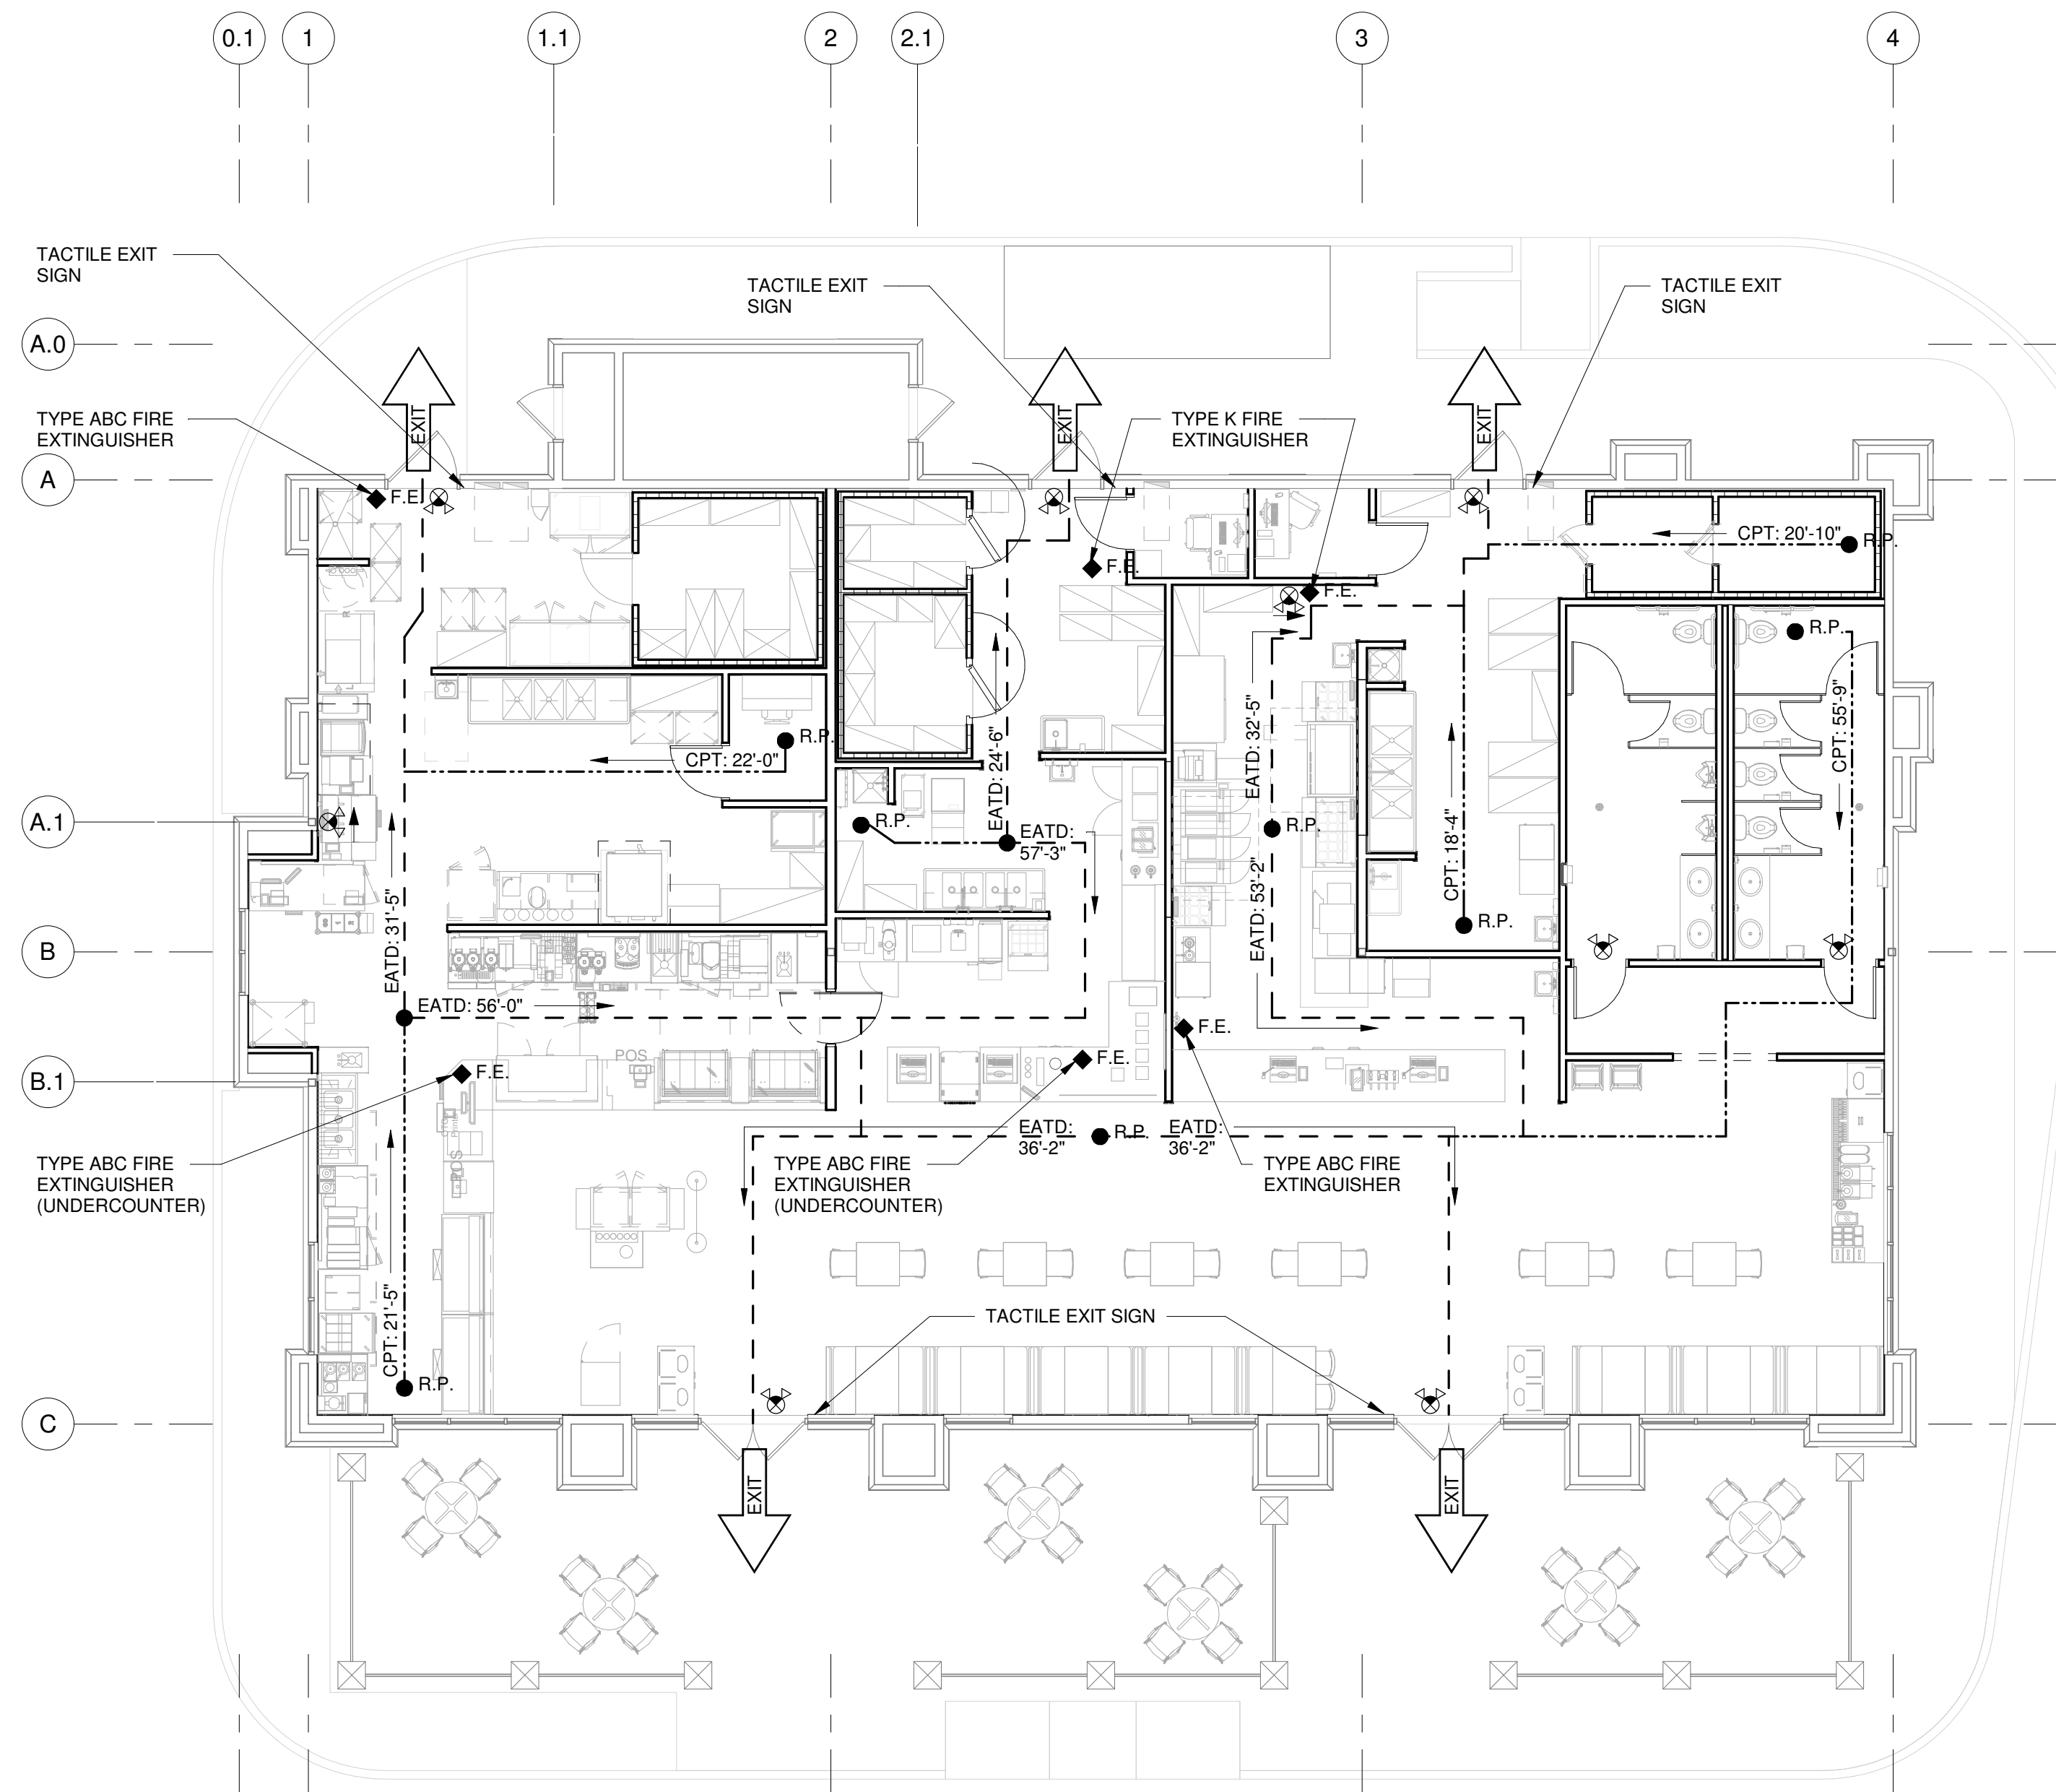 0.1
1
1.1
2
2.1
3
4
TACTILE EXIT
SIGN
TACTILE EXIT
SIGN
TACTILE EXIT
SIGN
A.0
TYPE ABC FIRE
EXTINGUISHER
EXIT
EXIT
TYPE K FIRE
EXTINGUISHER
EXIT
A
F.E.
CPT: 20'-10"
R.P.
F.E.
F.E.
R
R.P.
CPT: 55'-9"
R.P.
CPT: 22'-0"
EATD: 24'-6"
EATD: 32'-5"
A.1
R.P.
EATD:
57'-3"
R.P.
CPT: 18'-4"
EATD: 53'-2"
R.P.
EATD: 31'-5"
B
EATD: 56'-0"
F.E.
POS
F.E.
F.E.
B.1
EATD:
36'-2"
R.P.
EATD:
36'-2"
TYPE ABC FIRE
EXTINGUISHER
(UNDERCOUNTER)
TYPE ABC FIRE
EXTINGUISHER
(UNDERCOUNTER)
TYPE ABC FIRE
EXTINGUISHER
CPT: 21'-5"
TACTILE EXIT SIGN
R.P.
C
EXIT
EXIT